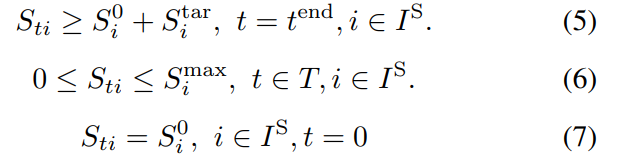 S_{ti} ≥ S_i^0 + S_i^{tar}, t = t^{end}, i ∈ I^S. (5)
0 ≤ S_{ti} ≤ S_i^{max}, t ∈ T, i ∈ I^S. (6)
S_{ti} = S_i^0, i ∈ I^S, t = 0 (7)